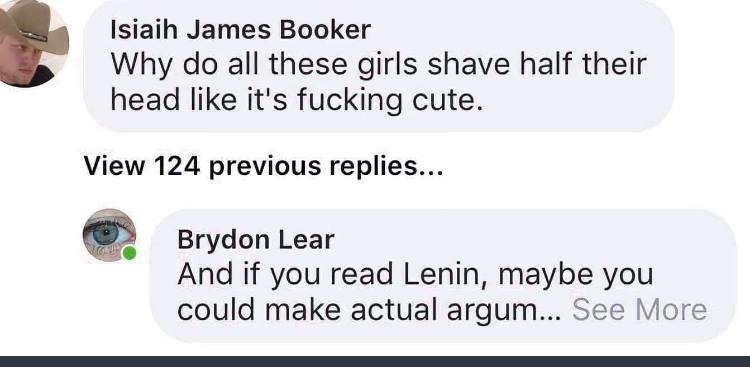 Isiaih James Booker
Why do all these girls shave half their
head like it's fucking cute.
View 124 previous replies...
Brydon Lear
And if you read Lenin, maybe you
could make actual argum... See More